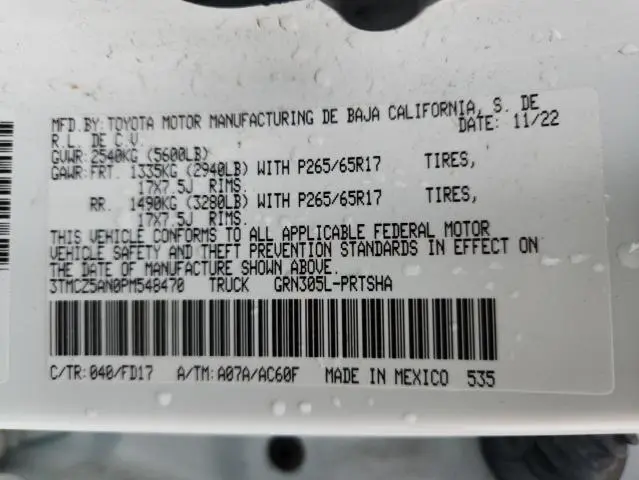 MFD.BY: TOYOTA MOTOR MANUFACTURING DE BAJA CALIFORNIA, S. DE
R.L. DE C.V. DATE: 11/22
GVWR: 2540KG (5600LB)
GAWR: FRT. 1335KG (2940LB) WITH P265/65R17 TIRES,
17X7.5J RIMS.
RR. 1490KG (3280LB) WITH P265/65R17 TIRES,
17X7.5J RIMS.
THIS VEHICLE CONFORMS TO ALL APPLICABLE FEDERAL MOTOR
VEHICLE SAFETY AND THEFT PREVENTION STANDARDS IN EFFECT ON
THE DATE OF MANUFACTURE SHOWN ABOVE.
3TMCZ5AN0PM548470 TRUCK GRN305L-PRTSHA
C/TR: 040/FD17 A/TM: A07A/AC60F MADE IN MEXICO 535